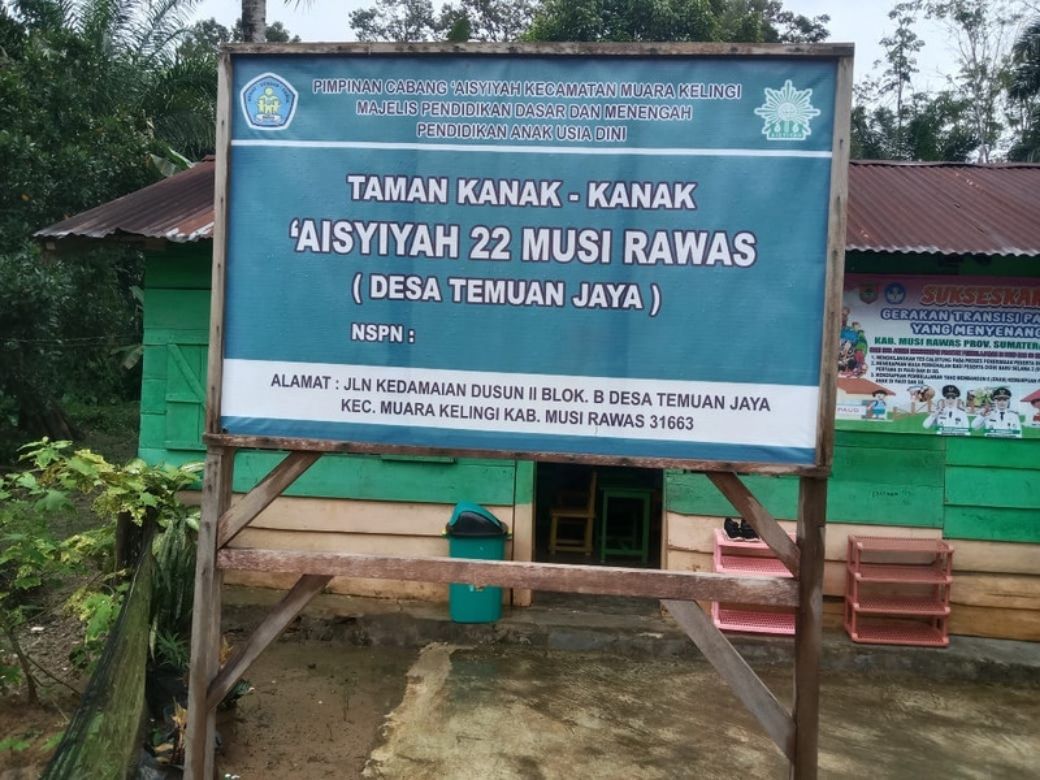 PIMPINAN CABANG 'AISYIYAH KECAMATAN MUARA KELINGI
MAJELIS PENDIDIKAN DASAR DAN MENENGAH
PENDIDIKAN ANAK USIA DINI
TAMAN KANAK - KANAK
'AISYIYAH 22 MUSI RAWAS
( DESA TEMUAN JAYA )
NSPN :
ALAMAT : JLN KEDAMAIAN DUSUN II BLOK. B DESA TEMUAN JAYA
KEC. MUARA KELINGI KAB. MUSI RAWAS 31663
SUKSESKAN
GERAKAN TRANSISI PA
YANG MENYENANG
KAB. MUSI RAWAS PROV. SUMATERA
PAUD